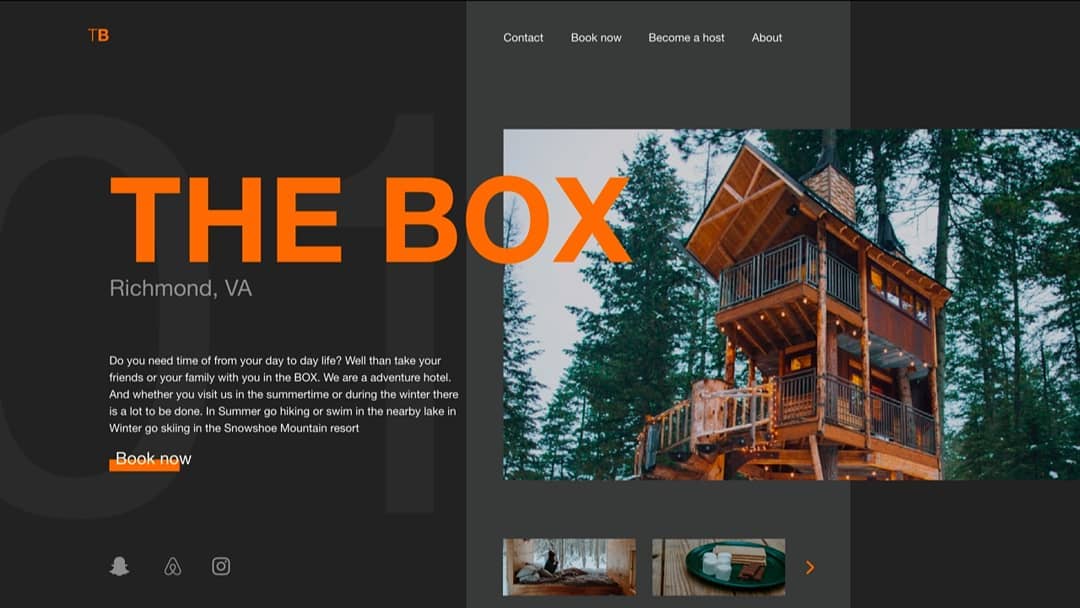 TB
Contact Book now Become a host About
01
THE BOX
Richmond, VA
Do you need time of from your day to day life? Well than take your
friends or your family with you in the BOX. We are a adventure hotel.
And whether you visit us in the summertime or during the winter there
is a lot to be done. In Summer go hiking or swim in the nearby lake in
Winter go skiing in the Snowshoe Mountain resort
Book now